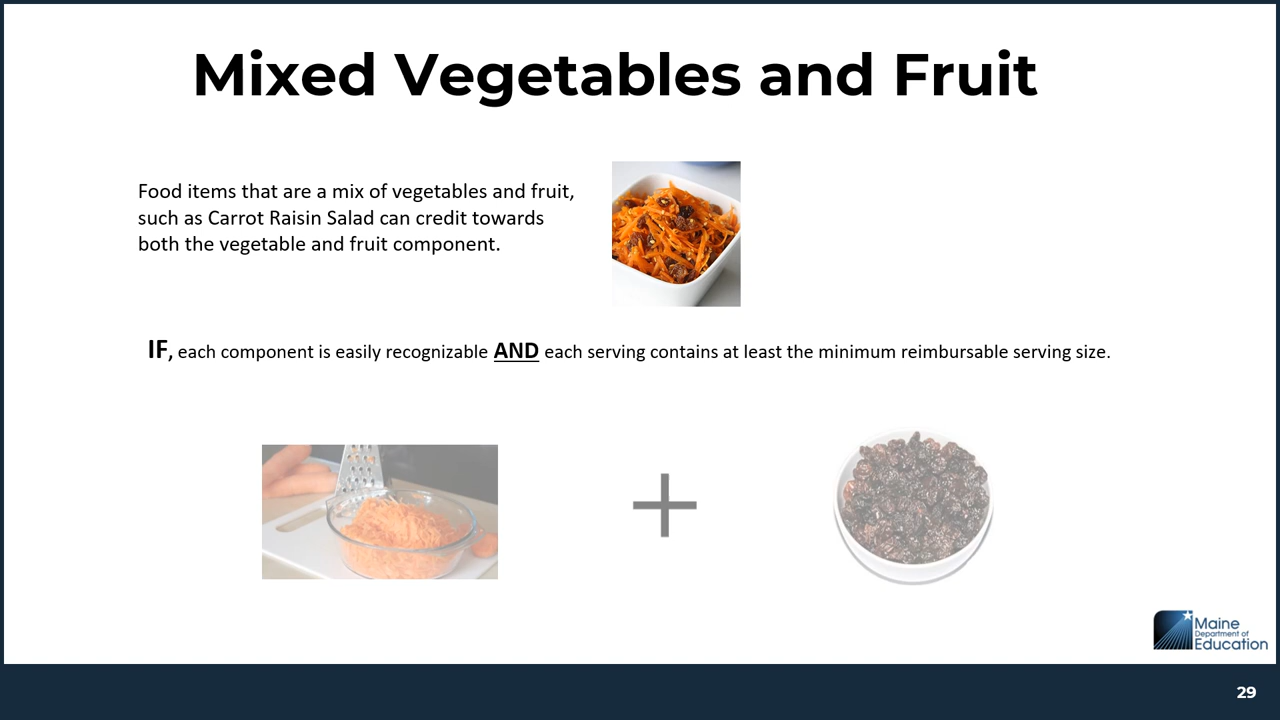 Mixed Vegetables and Fruit
Food items that are a mix of vegetables and fruit,
such as Carrot Raisin Salad can credit towards
both the vegetable and fruit component.
IF, each component is easily recognizable AND each serving contains at least the minimum reimbursable serving size.
Maine
Department of
Education
29